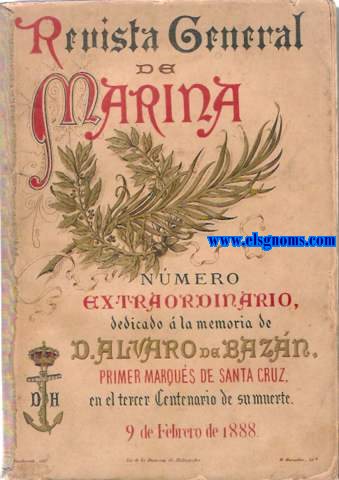 Revista General
DE
MARINA
www.elsgnoms.com
NÚMERO
EXTRAORDINARIO,
dedicado á la memoria de
D. ALVARO DE BAZÁN,
PRIMER MARQUÉS DE SANTA CRUZ.
en el tercer Centenario de su muerte.
D H
9 de Febrero de 1888.